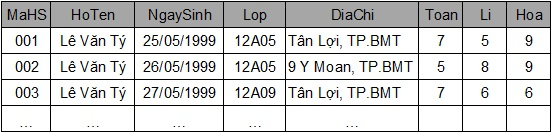 MaHS HoTen NgaySinh Lop DiaChi Toan Li Hoa
001 Lê Văn Tý 25/05/1999 12A05 Tân Lợi, TP.BMT 7 5 9
002 Lê Văn Tý 26/05/1999 12A05 9 Y Moan, TP.BMT 5 8 9
003 Lê Văn Tý 27/05/1999 12A09 Tân Lợi, TP.BMT 7 6 6
... ... ... ... ... ... ... ...